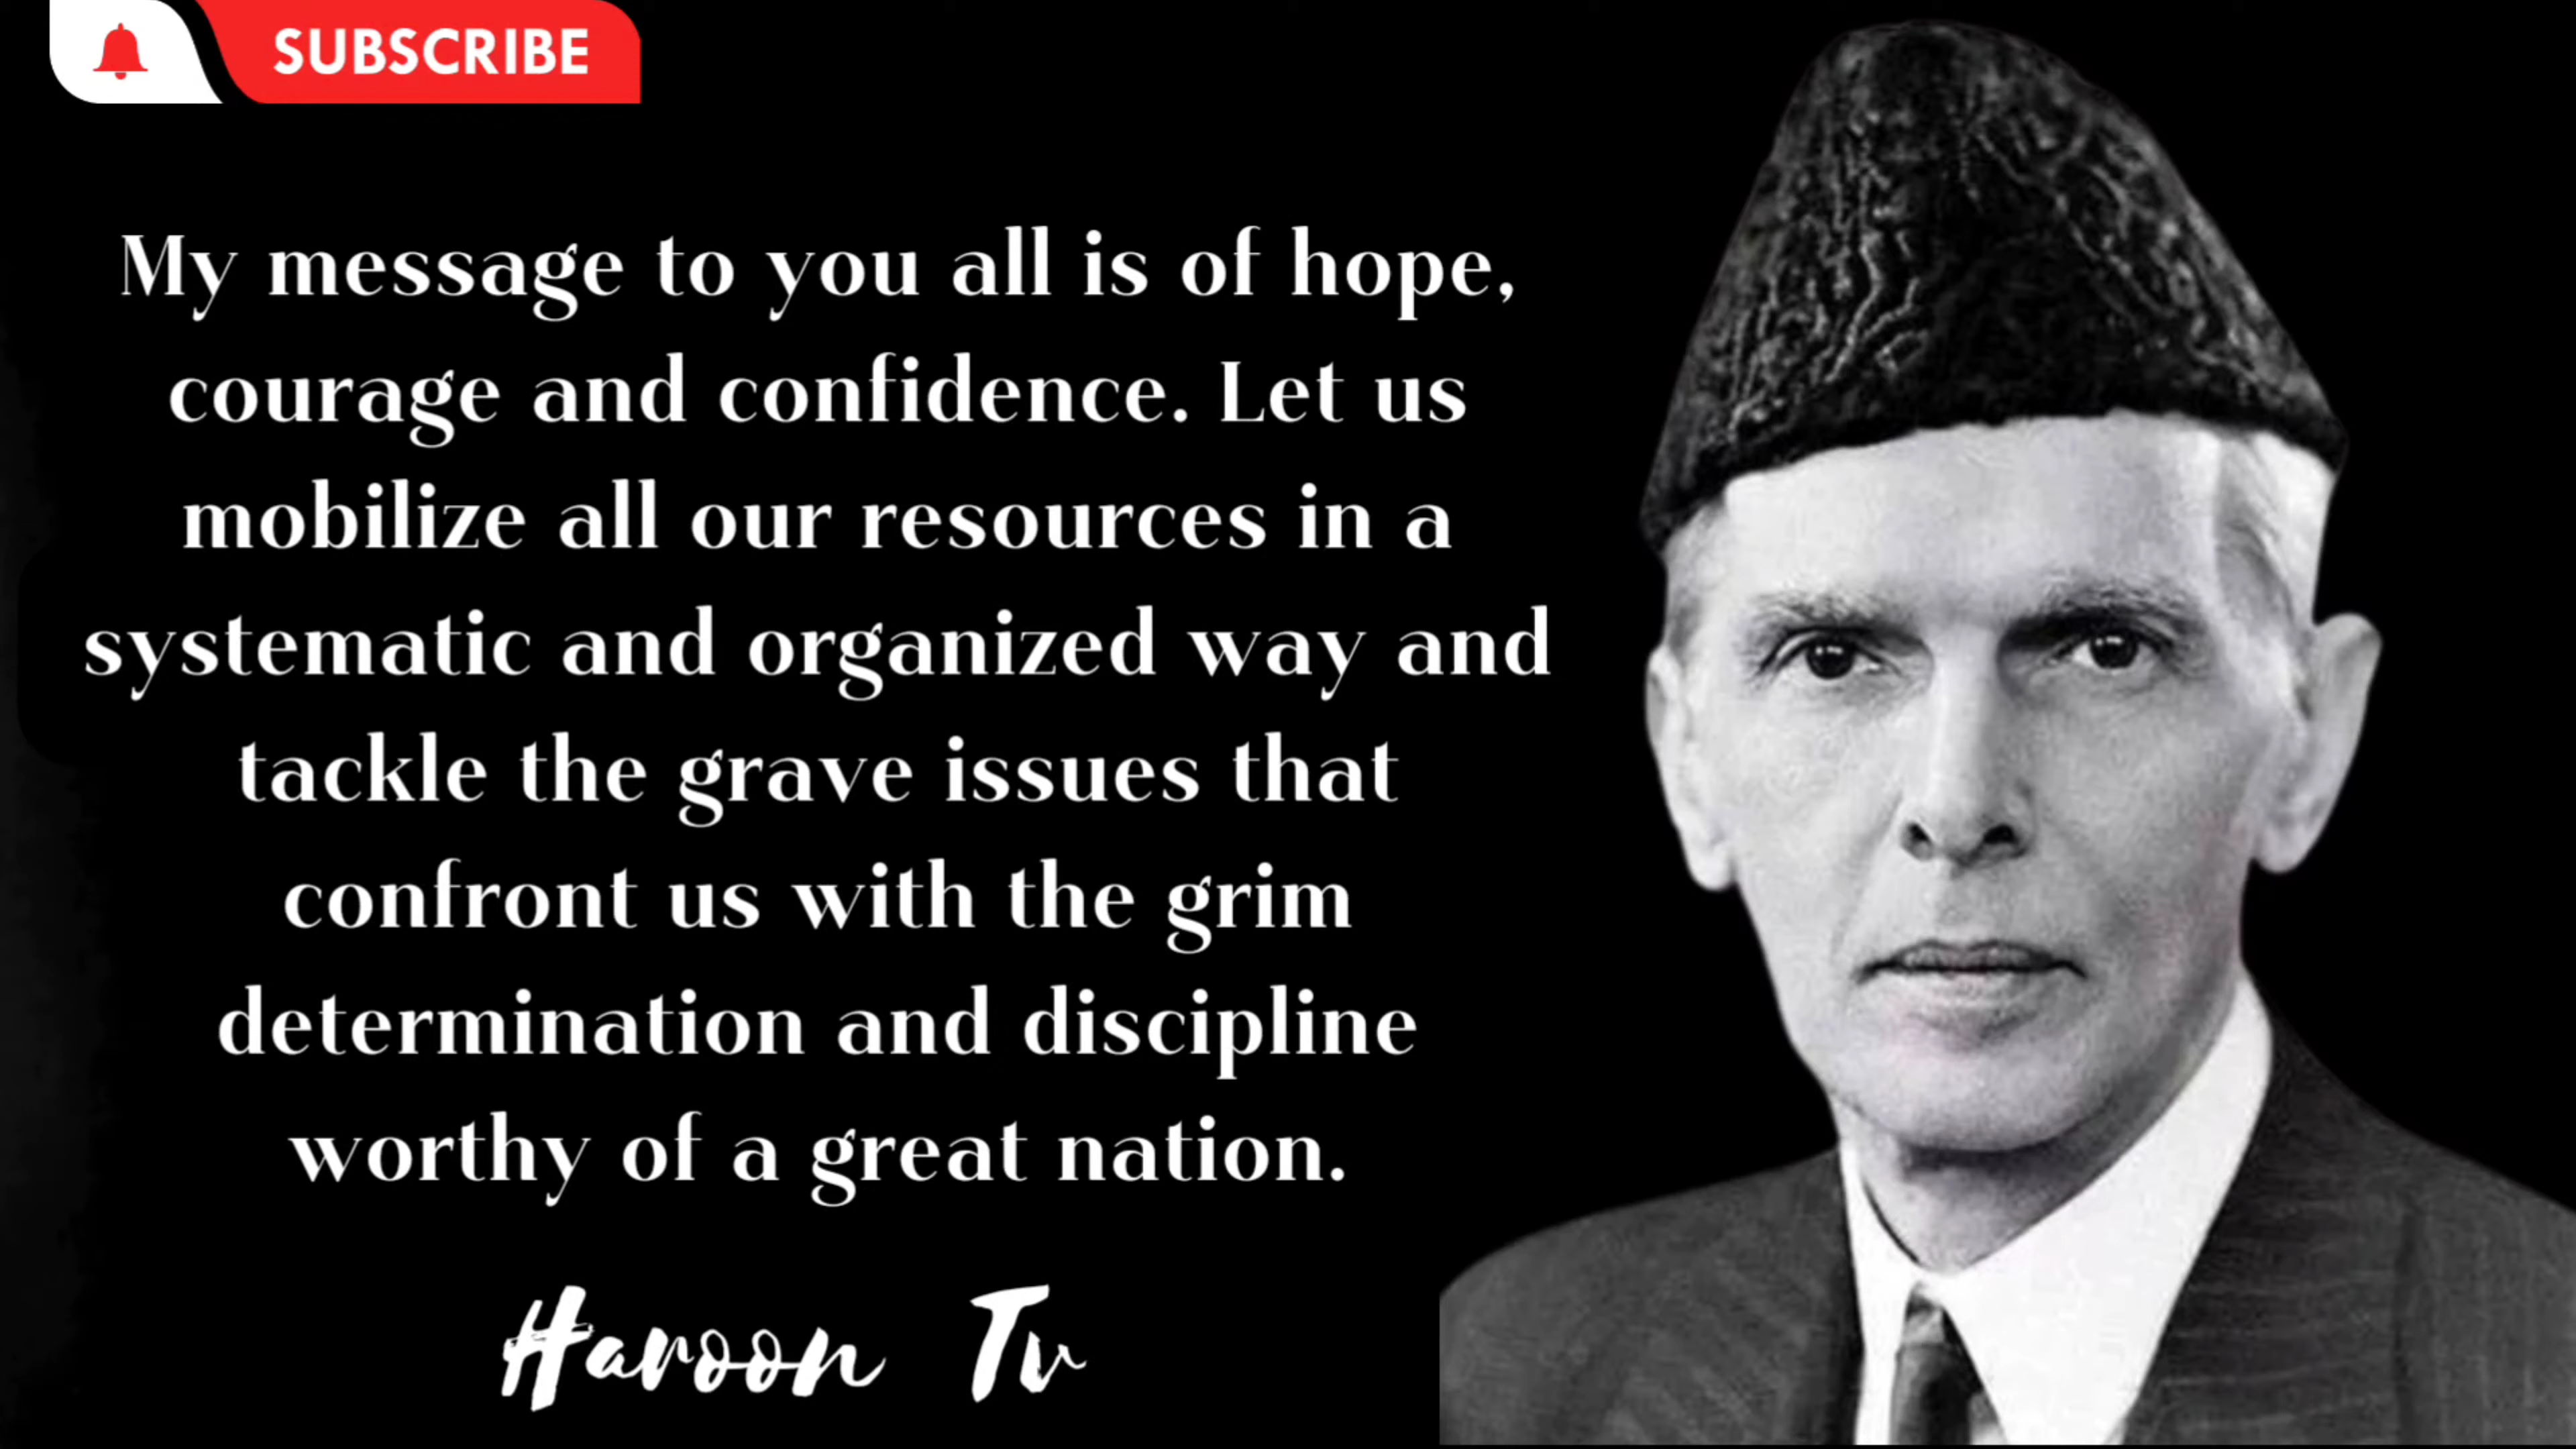 SUBSCRIBE
My message to you all is of hope,
courage and confidence. Let us
mobilize all our resources in a
systematic and organized way and
tackle the grave issues that
confront us with the grim
determination and discipline
worthy of a great nation.
Haroon Tv